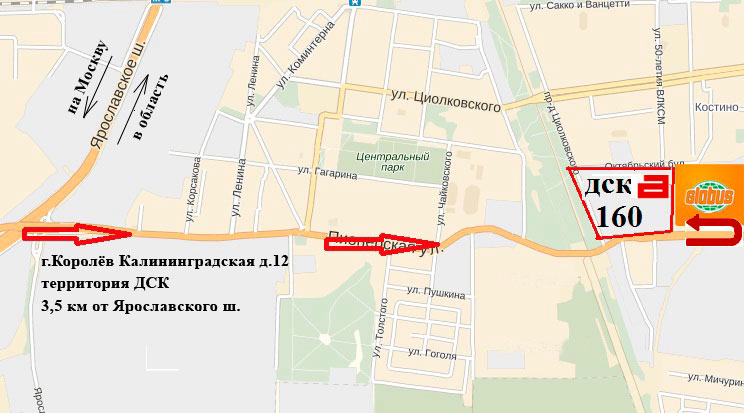 ул. Сакко и Ванцетти
на Москву
Ярославское ш.
в область
ул. Коминтерна
ул. Ленина
ул. 50-летия ВЛКСМ
ул. Циолковского
пр-д Циолковского
Костино
Центральный
парк
ул. Чайковского
Октябрьский бул.
ул. Корсакова
ул. Ленина
ул. Гагарина
дск
160
Globus
Пионерская ул.
г.Королёв Калининградская д.12
территория ДСК
3,5 км от Ярославского ш.
ул. Пушкина
ул. Толстого
ул. Гоголя
ул. Мичурин
Ярос